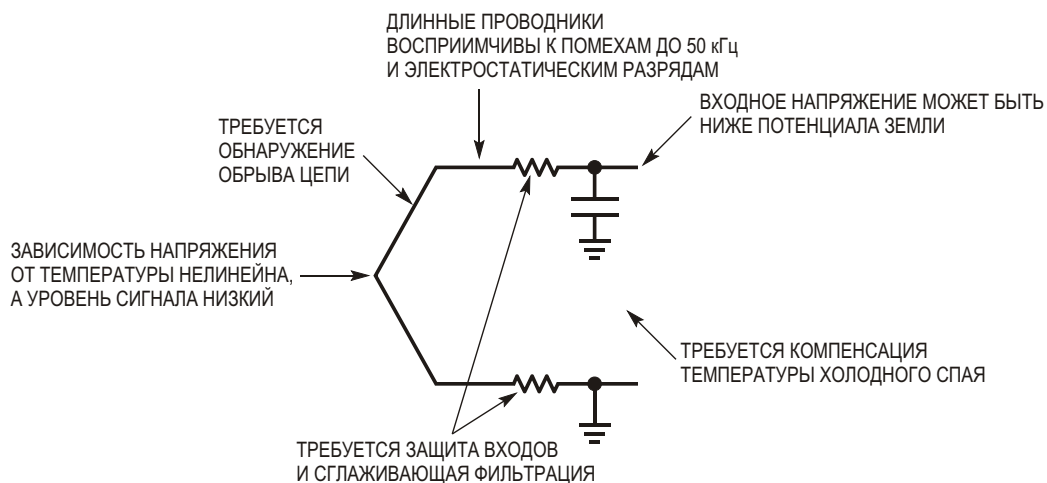 ДЛИННЫЕ ПРОВОДНИКИ
ВОСПРИИМЧИВЫ К ПОМЕХАМ ДО 50 кГц
И ЭЛЕКТРОСТАТИЧЕСКИМ РАЗРЯДАМ
ВХОДНОЕ НАПРЯЖЕНИЕ МОЖЕТ БЫТЬ
НИЖЕ ПОТЕНЦИАЛА ЗЕМЛИ
ТРЕБУЕТСЯ
ОБНАРУЖЕНИЕ
ОБРЫВА ЦЕПИ
ЗАВИСИМОСТЬ НАПРЯЖЕНИЯ
ОТ ТЕМПЕРАТУРЫ НЕЛИНЕЙНА,
А УРОВЕНЬ СИГНАЛА НИЗКИЙ
ТРЕБУЕТСЯ КОМПЕНСАЦИЯ
ТЕМПЕРАТУРЫ ХОЛОДНОГО СПАЯ
ТРЕБУЕТСЯ ЗАЩИТА ВХОДОВ
И СГЛАЖИВАЮЩАЯ ФИЛЬТРАЦИЯ